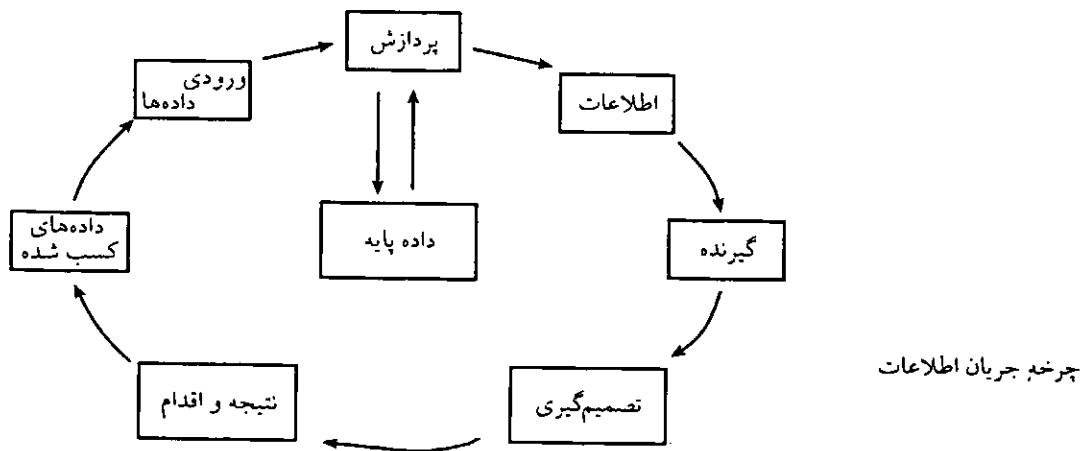 پردازش
ورودی
داده‌ها
اطلاعات
داده‌های
کسب شده
داده پایه
گیرنده
چرخهٔ جریان اطلاعات
نتیجه و اقدام
تصمیم‌گیری